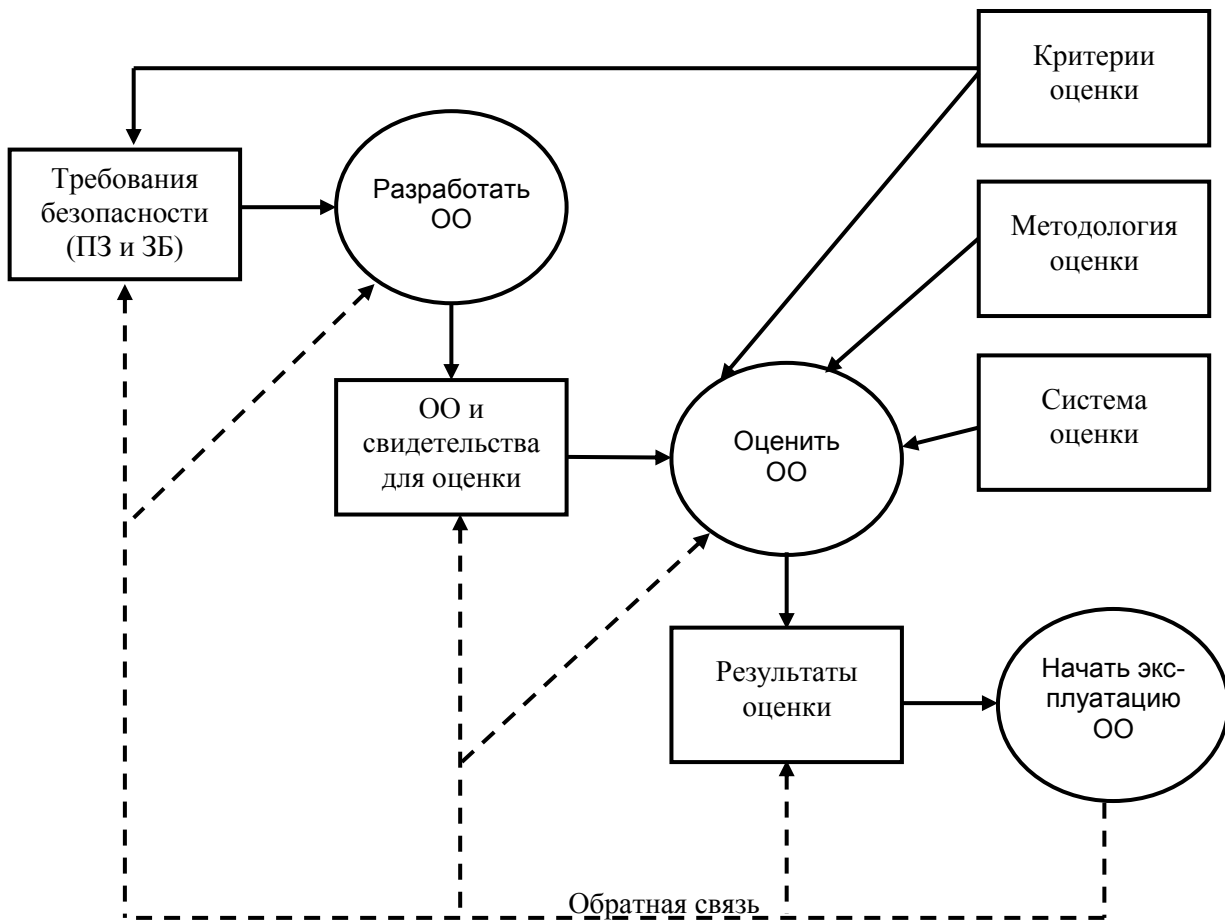 Критерии
оценки
Требования
безопасности
(ПЗ и ЗБ)
Разработать
ОО
Методология
оценки
ОО и
свидетельства
для оценки
Оценить
ОО
Система
оценки
Результаты
оценки
Начать экс-
плуатацию
ОО
Обратная связь